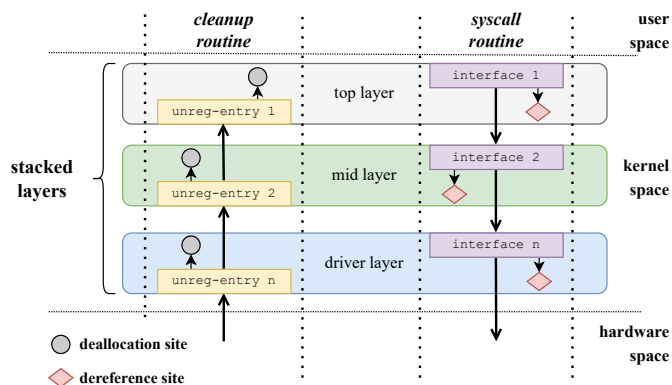 cleanup
routine
syscall
routine
user
space
interface 1
top layer
unreg-entry 1
stacked
layers
interface 2
mid layer
unreg-entry 2
kernel
space
interface n
driver layer
unreg-entry n
hardware
space
deallocation site
dereference site